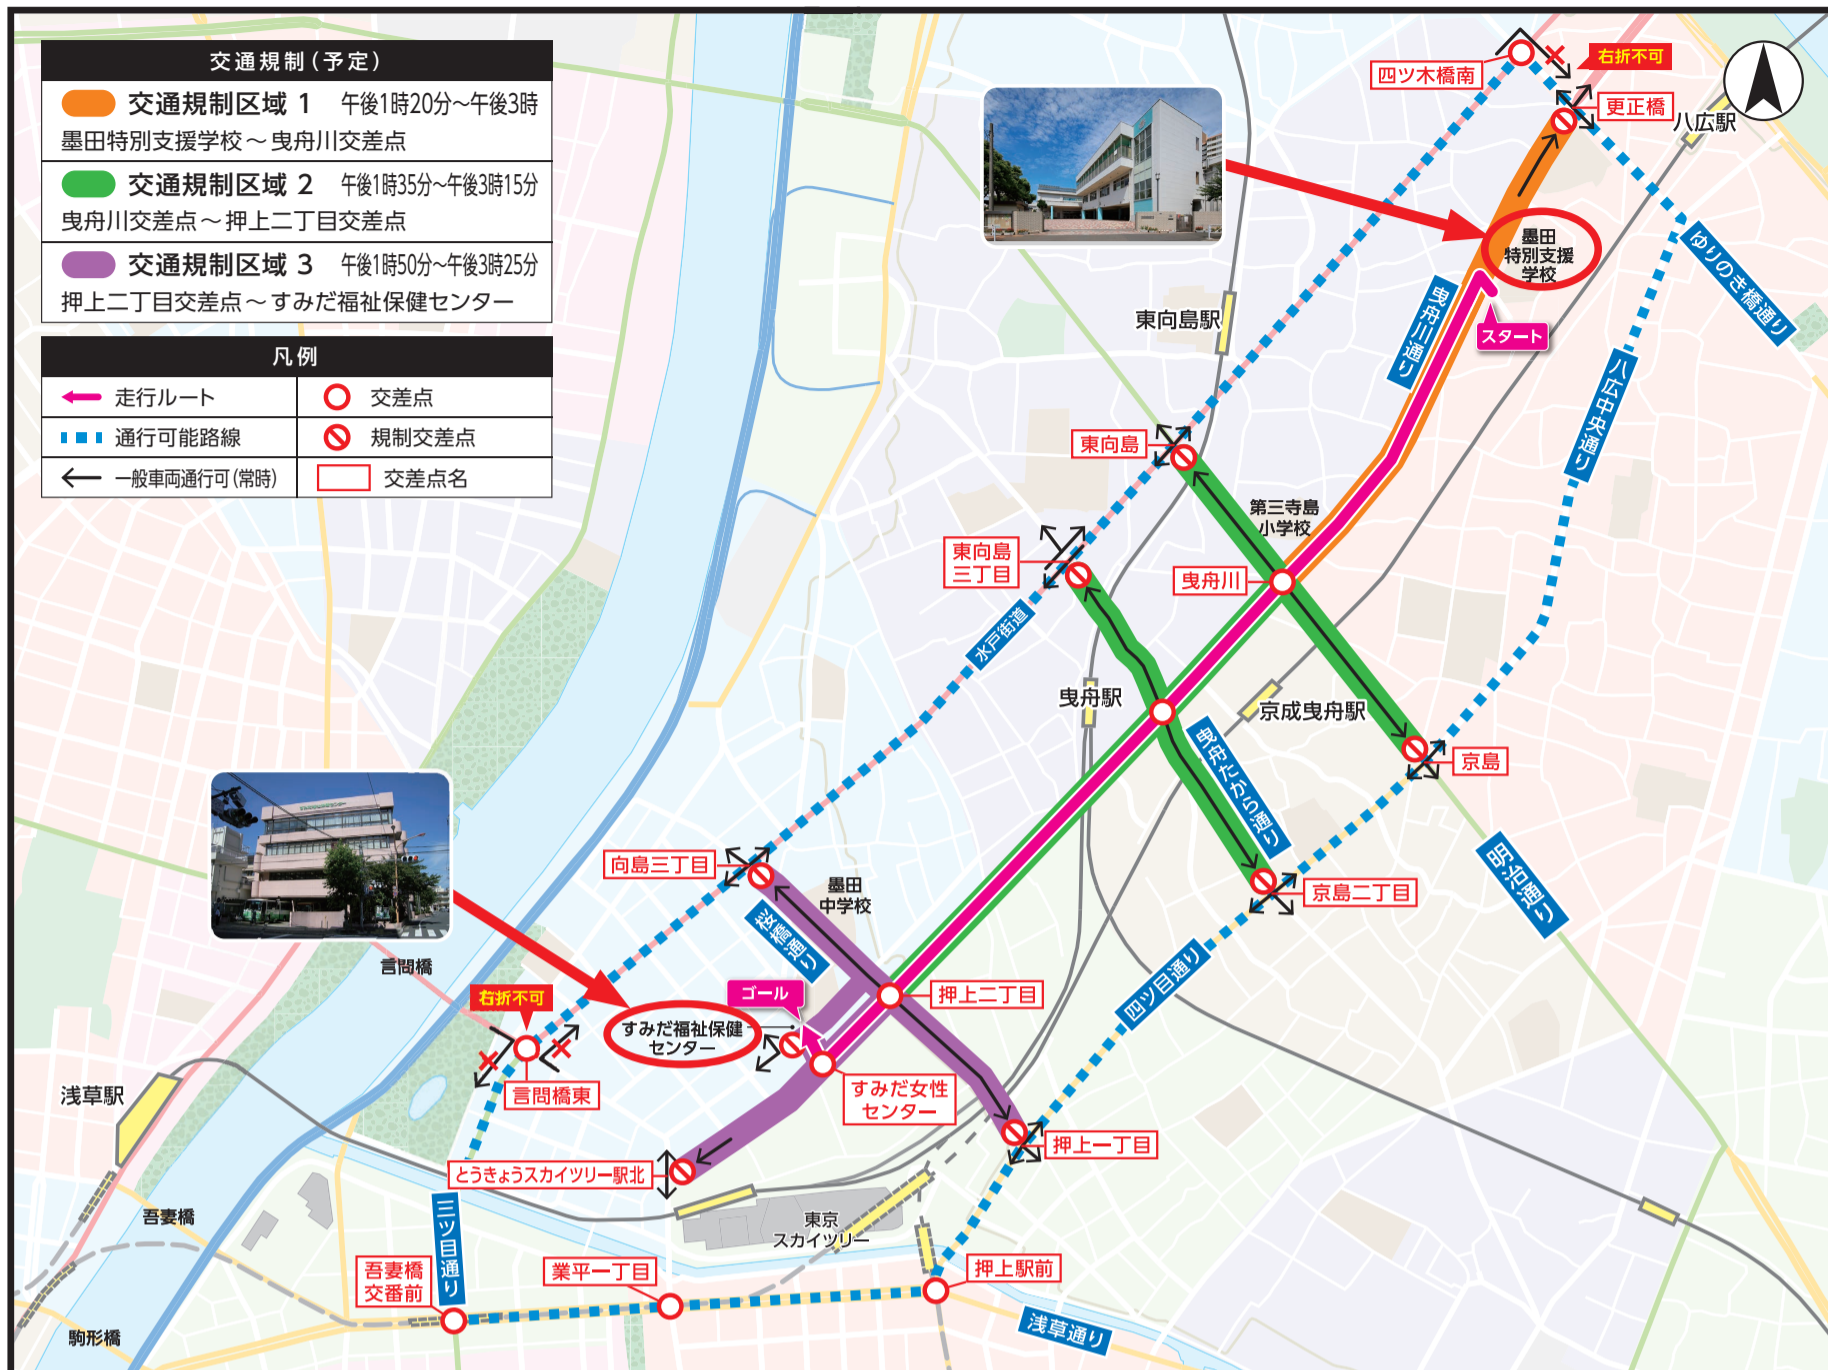 交通規制(予定)
交通規制区域 1 午後1時20分～午後3時
墨田特別支援学校～曳舟川交差点
交通規制区域 2 午後1時35分～午後3時15分
曳舟川交差点～押上二丁目交差点
交通規制区域 3 午後1時50分～午後3時25分
押上二丁目交差点～すみだ福祉保健センター
凡例
走行ルート
交差点
通行可能路線
規制交差点
一般車両通行可(常時)
交差点名
四ツ木橋南
右折不可
更正橋
八広駅
墨田
特別支援
学校
ゆりのき橋通り
曳舟川通り
スタート
東向島駅
八広中央通り
東向島
第三寺島
小学校
東向島
三丁目
曳舟川
水戸街道
曳舟駅
京成曳舟駅
曳舟たから通り
京島
向島三丁目
墨田
中学校
京島二丁目
明治通り
桜橋通り
言問橋
四ツ目通り
右折不可
ゴール
押上二丁目
すみだ福祉保健
センター
言問橋東
浅草駅
すみだ女性
センター
押上一丁目
とうきょうスカイツリー駅北
三ツ目通り
吾妻橋
東京
スカイツリー
吾妻橋
交番前
業平一丁目
押上駅前
浅草通り
駒形橋